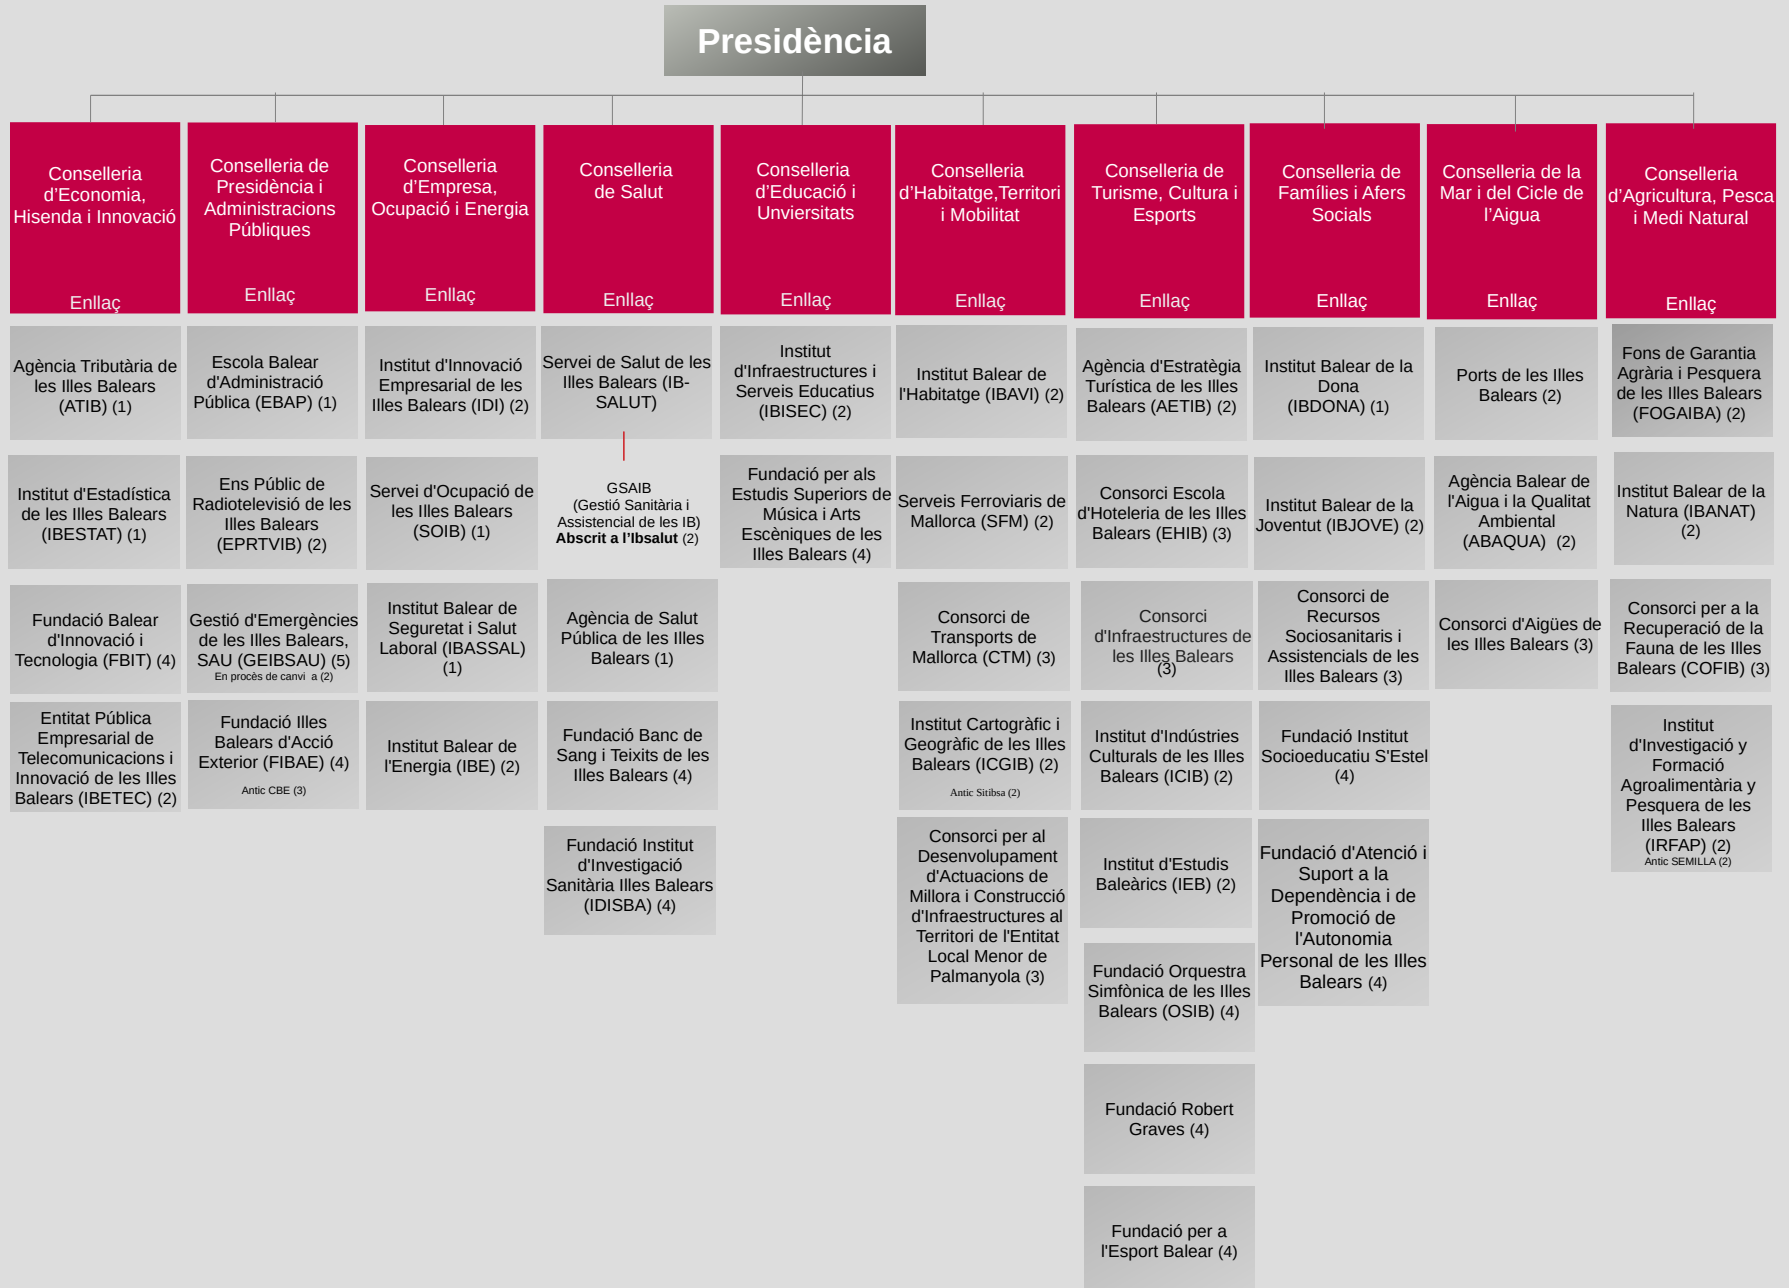 Presidència
Conselleria
d’Economia,
Hisenda i Innovació
Enllaç
Conselleria de
Presidència i
Administracions
Públiques
Enllaç
Conselleria
d’Empresa,
Ocupació i Energia
Enllaç
Conselleria
de Salut
Enllaç
Conselleria
d’Educació i
Unviersitats
Enllaç
Conselleria
d’Habitatge,Territori
i Mobilitat
Enllaç
Conselleria de
Turisme, Cultura i
Esports
Enllaç
Conselleria de
Famílies i Afers
Socials
Enllaç
Conselleria de la
Mar i del Cicle de
l’Aigua
Enllaç
Conselleria
d’Agricultura, Pesca
i Medi Natural
Enllaç
Agència Tributària de
les Illes Balears
(ATIB) (1)
Institut d'Estadística
de les Illes Balears
(IBESTAT) (1)
Fundació Balear
d'Innovació i
Tecnologia (FBIT) (4)
Entitat Pública
Empresarial de
Telecomunicacions i
Innovació de les Illes
Balears (IBETEC) (2)
Escola Balear
d'Administració
Pública (EBAP) (1)
Ens Públic de
Radiotelevisió de les
Illes Balears
(EPRTVIB) (2)
Gestió d'Emergències
de les Illes Balears,
SAU (GEIBSAU) (5)
En procès de canvi a (2)
Fundació Illes
Balears d'Acció
Exterior (FIBAE) (4)
Antic CBE (3)
Institut d'Innovació
Empresarial de les
Illes Balears (IDI) (2)
Servei d'Ocupació de
les Illes Balears
(SOIB) (1)
Institut Balear de
Seguretat i Salut
Laboral (IBASSAL)
(1)
Institut Balear de
l'Energia (IBE) (2)
Servei de Salut de les
Illes Balears (IB-
SALUT)
GSAIB
(Gestió Sanitària i
Assistencial de les IB)
Abscrit a l’Ibsalut (2)
Agència de Salut
Pública de les Illes
Balears (1)
Fundació Banc de
Sang i Teixits de les
Illes Balears (4)
Fundació Institut
d'Investigació
Sanitària Illes Balears
(IDISBA) (4)
Institut
d'Infraestructures i
Serveis Educatius
(IBISEC) (2)
Fundació per als
Estudis Superiors de
Música i Arts
Escèniques de les
Illes Balears (4)
Institut Balear de
l'Habitatge (IBAVI) (2)
Serveis Ferroviaris de
Mallorca (SFM) (2)
Consorci de
Transports de
Mallorca (CTM) (3)
Institut Cartogràfic i
Geogràfic de les Illes
Balears (ICGIB) (2)
Antic Sitibsa (2)
Consorci per al
Desenvolupament
d'Actuacions de
Millora i Construcció
d'Infraestructures al
Territori de l'Entitat
Local Menor de
Palmanyola (3)
Agència d'Estratègia
Turística de les Illes
Balears (AETIB) (2)
Consorci Escola
d'Hoteleria de les Illes
Balears (EHIB) (3)
Consorci
d'Infraestructures de
les Illes Balears
(3)
Institut d'Indústries
Culturals de les Illes
Balears (ICIB) (2)
Institut d'Estudis
Baleàrics (IEB) (2)
Fundació Orquestra
Simfònica de les Illes
Balears (OSIB) (4)
Fundació Robert
Graves (4)
Fundació per a
l'Esport Balear (4)
Institut Balear de la
Dona
(IBDONA) (1)
Institut Balear de la
Joventut (IBJOVE) (2)
Consorci de
Recursos
Sociosanitaris i
Assistencials de les
Illes Balears (3)
Fundació Institut
Socioeducatiu S'Estel
(4)
Fundació d'Atenció i
Suport a la
Dependència i de
Promoció de
l'Autonomia
Personal de les Illes
Balears (4)
Ports de les Illes
Balears (2)
Agència Balear de
l'Aigua i la Qualitat
Ambiental
(ABAQUA) (2)
Consorci d'Aigües de
les Illes Balears (3)
Fons de Garantia
Agrària i Pesquera
de les Illes Balears
(FOGAIBA) (2)
Institut Balear de la
Natura (IBANAT)
(2)
Consorci per a la
Recuperació de la
Fauna de les Illes
Balears (COFIB) (3)
Institut
d'Investigació y
Formació
Agroalimentària y
Pesquera de les
Illes Balears
(IRFAP) (2)
Antic SEMILLA (2)